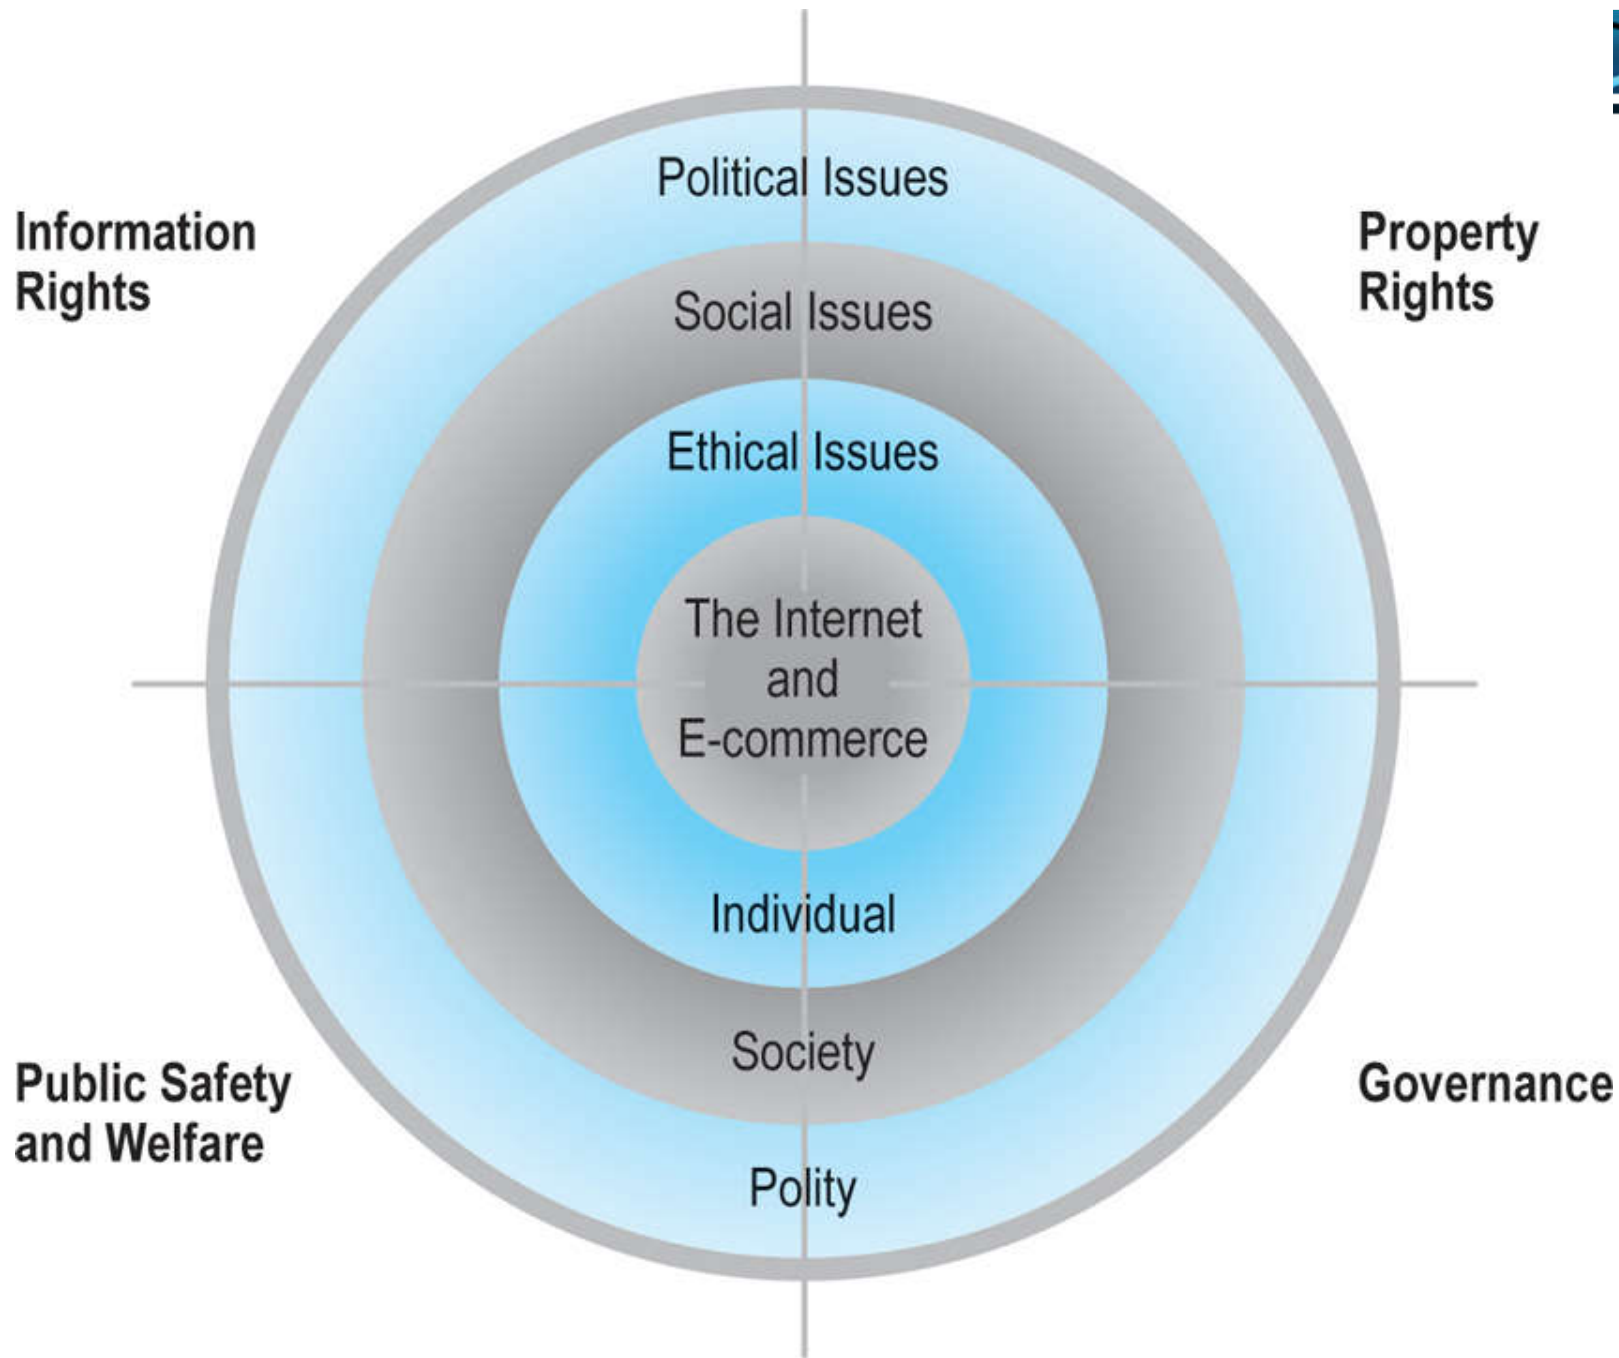 Political Issues
Information
Rights
Property
Rights
Social Issues
Ethical Issues
The Internet
and
E-commerce
Individual
Society
Public Safety
and Welfare
Governance
Polity